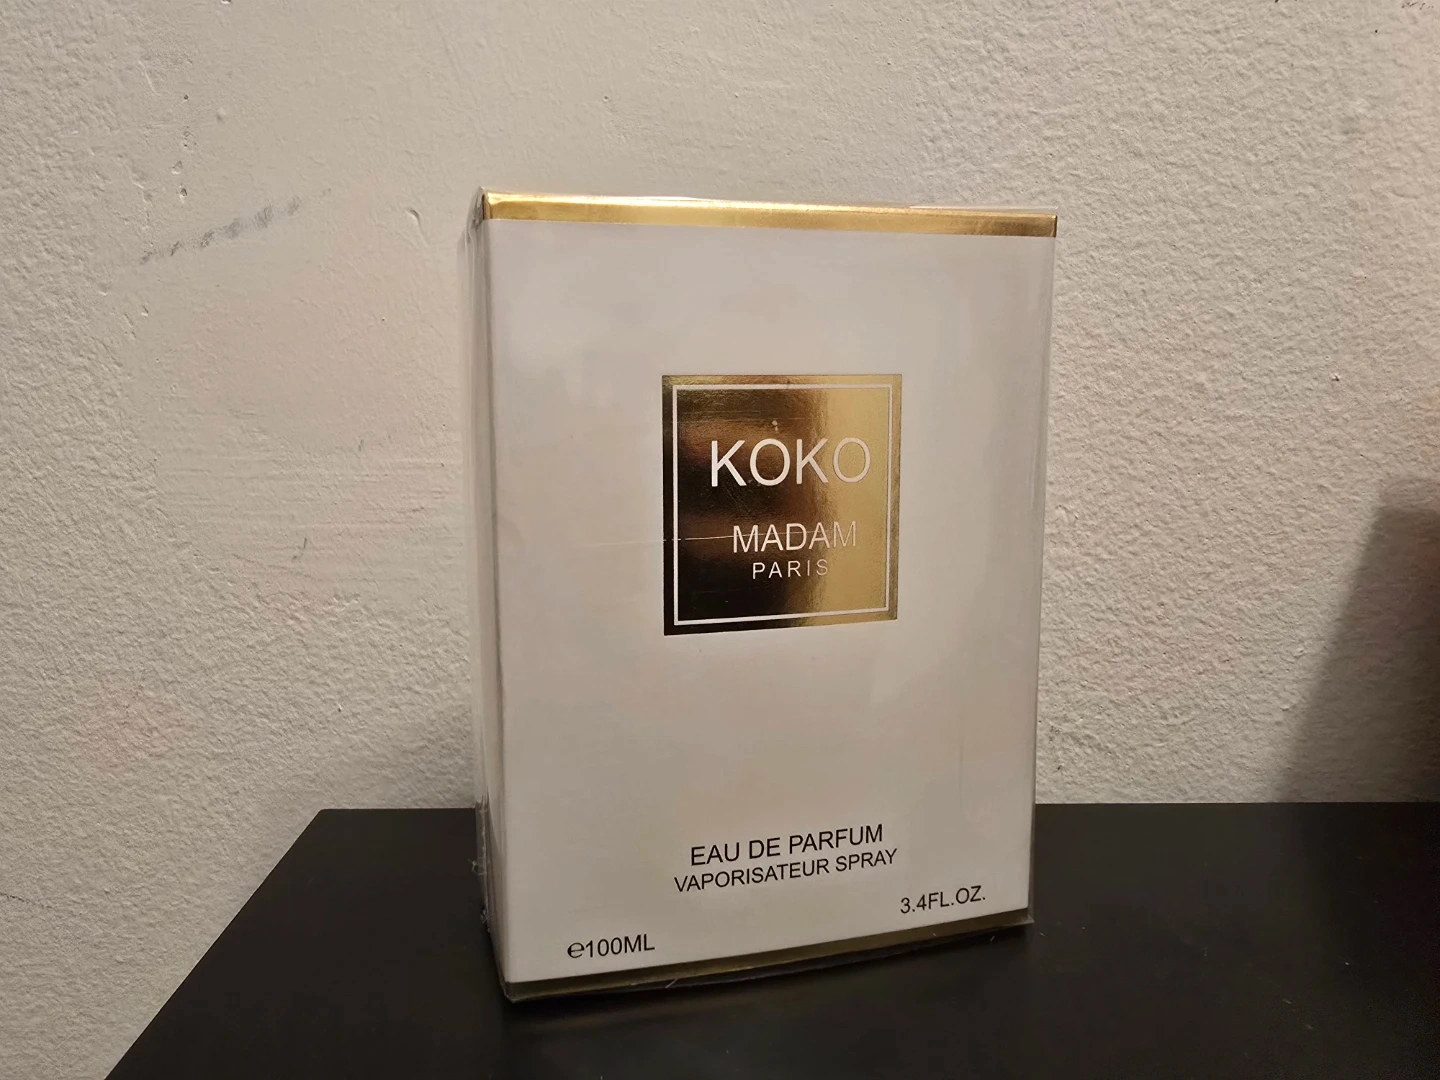 KOKO
MADAM
PARIS
EAU DE PARFUM
VAPORISATEUR SPRAY
3.4FL.OZ.
℮100ML